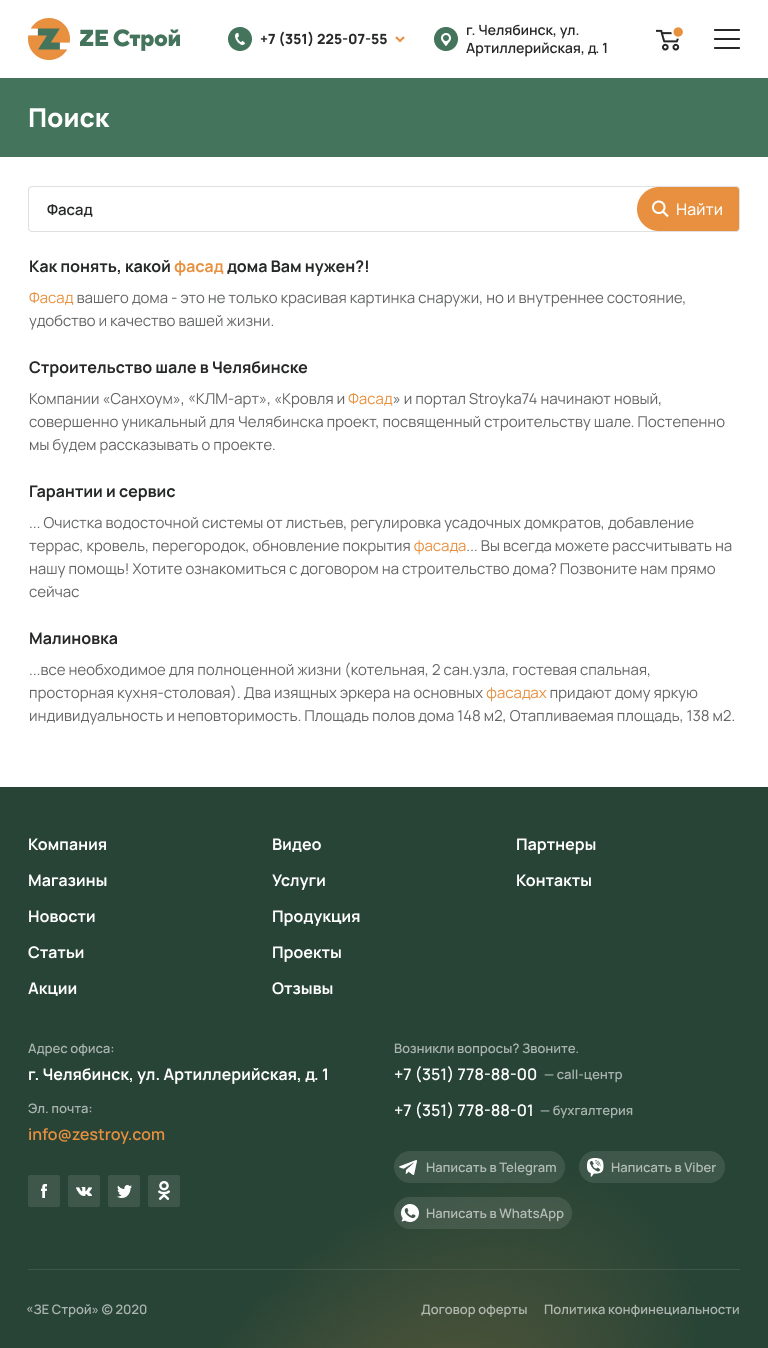 ZE Строй
+7 (351) 225-07-55
г. Челябинск, ул.
Артиллерийская, д. 1
Поиск
Фасад
Найти
Как понять, какой фасад дома Вам нужен?!
Фасад вашего дома - это не только красивая картинка снаружи, но и внутреннее состояние,
удобство и качество вашей жизни.
Строительство шале в Челябинске
Компании «Санхоум», «КЛМ-арт», «Кровля и Фасад» и портал Stroyka74 начинают новый,
совершенно уникальный для Челябинска проект, посвященный строительству шале. Постепенно
мы будем рассказывать о проекте.
Гарантии и сервис
... Очистка водосточной системы от листьев, регулировка усадочных домкратов, добавление
террас, кровель, перегородок, обновление покрытия фасада... Вы всегда можете рассчитывать на
нашу помощь! Хотите ознакомиться с договором на строительство дома? Позвоните нам прямо
сейчас
Малиновка
...все необходимое для полноценной жизни (котельная, 2 сан.узла, гостевая спальная,
просторная кухня-столовая). Два изящных эркера на основных фасадах придают дому яркую
индивидуальность и неповторимость. Площадь полов дома 148 м2, Отапливаемая площадь, 138 м2.
Компания
Магазины
Новости
Статьи
Акции
Видео
Услуги
Продукция
Проекты
Отзывы
Партнеры
Контакты
Адрес офиса:
г. Челябинск, ул. Артиллерийская, д. 1
Эл. почта:
info@zestroy.com
Возникли вопросы? Звоните.
+7 (351) 778-88-00 — call-центр
+7 (351) 778-88-01 — бухгалтерия
Написать в Telegram
Написать в Viber
Написать в WhatsApp
«ЗЕ Строй» © 2020
Договор оферты
Политика конфинециальности